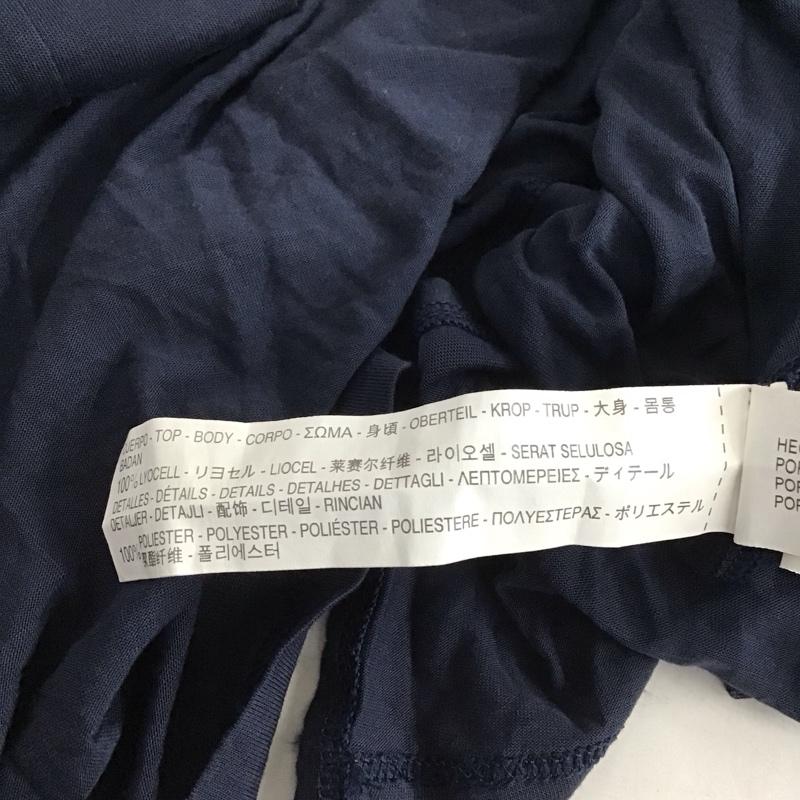 CUERPO - TOP - BODY - CORPO - ΣΩΜΑ - 身頃 - OBERTEIL - KROP - TRUP - 大身 - 몸통
BADAN
100% LYOCELL - リヨセル - LIOCEL - 莱赛尔纤维 - 라이오셀 - SERAT SELULOSA
DETALLES - DÉTAILS - DETAILS - DETALHES - DETTAGLI - ΛΕΠΤΟΜΕΡΕΙΕΣ - ディテール
DETALJER - DETAJLI - 配饰 - 디테일 - RINCIAN
100% POLIESTER - POLYESTER - POLIÉSTER - POLIESTERE - ΠΟΛΥΕΣΤΕΡΑΣ - ポリエステル
聚酯纤维 - 폴리에스터